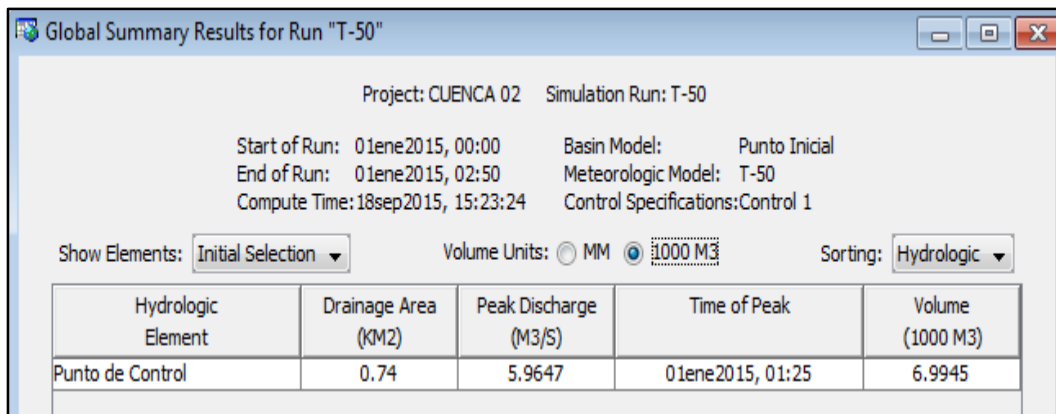 Global Summary Results for Run "T-50"
Project: CUENCA 02 Simulation Run: T-50
Start of Run: 01ene2015, 00:00 Basin Model: Punto Inicial
End of Run: 01ene2015, 02:50 Meteorologic Model: T-50
Compute Time:18sep2015, 15:23:24 Control Specifications:Control 1
Show Elements: Initial Selection Volume Units: MM 1000 M3 Sorting: Hydrologic
Hydrologic Drainage Area Peak Discharge Time of Peak Volume
Element (KM2) (M3/S) (1000 M3)
Punto de Control 0.74 5.9647 01ene2015, 01:25 6.9945